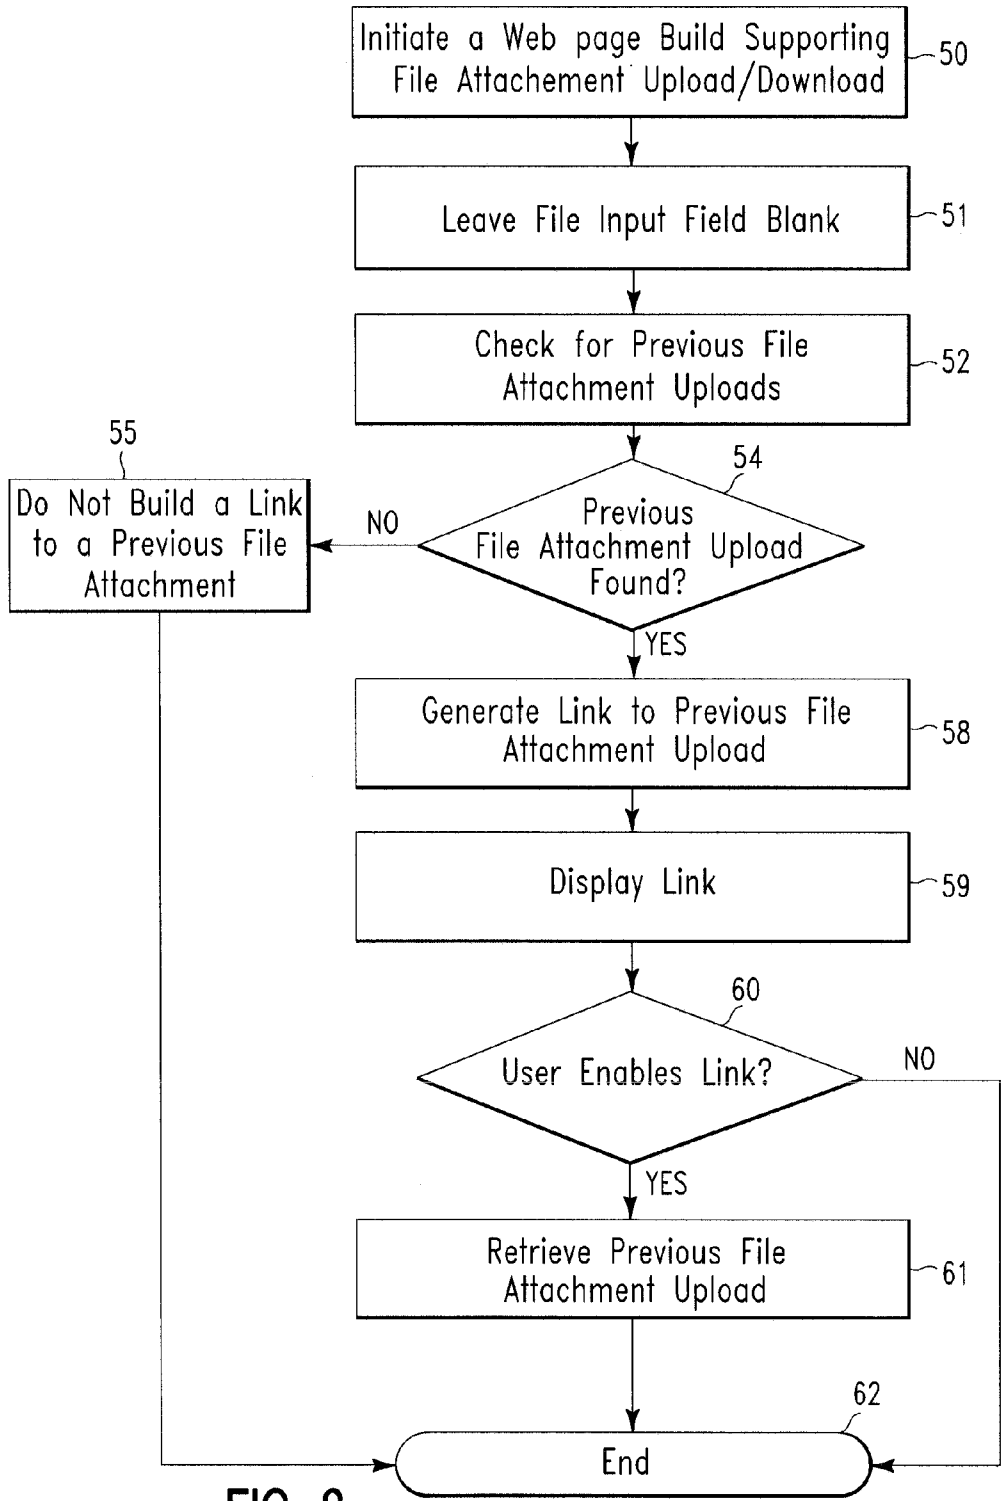 Initiate a Web page Build Supporting
File Attachement Upload/Download
50
Leave File Input Field Blank
51
Check for Previous File
Attachment Uploads
52
55
Do Not Build a Link
to a Previous File
Attachment
NO
54
Previous
File Attachment Upload
Found?
YES
Generate Link to Previous File
Attachment Upload
58
Display Link
59
60
User Enables Link?
NO
YES
Retrieve Previous File
Attachment Upload
61
62
End